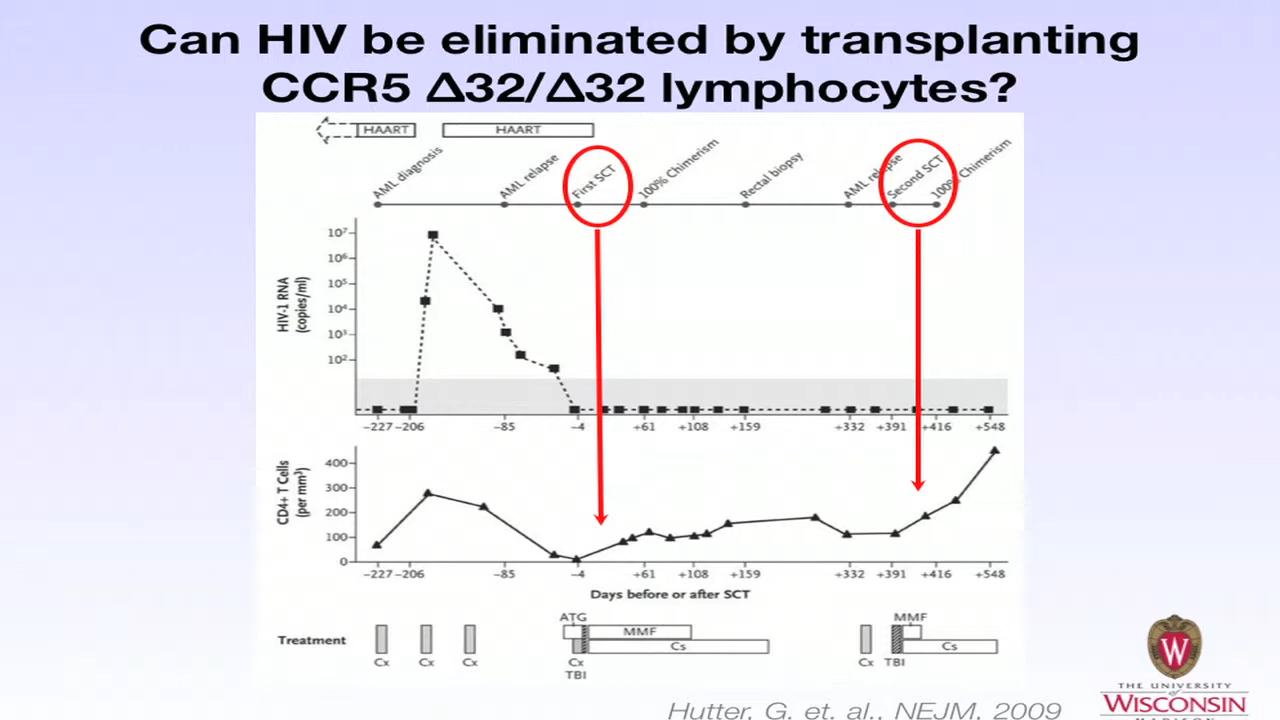 Can HIV be eliminated by transplanting
CCR5 Δ32/Δ32 lymphocytes?
HAART HAART
AML diagnosis
AML relapse
First SCT
100% Chimerism
Rectal biopsy
AML relapse
Second SCT
100% Chimerism
HIV-1 RNA
(copies/ml)
10⁷
10⁶
10⁵
10⁴
10³
10²
−227 −206 −85 −4 +61 +108 +159 +332 +391 +416 +548
CD4+ T Cells
(per mm³)
400
300
200
100
0
−227 −206 −85 −4 +61 +108 +159 +332 +391 +416 +548
Days before or after SCT
Treatment
ATG MMF
MMF
Cs Cs
Cx Cx Cx Cx Cx TBI
TBI
W
THE UNIVERSITY
of
WISCONSIN
MADISON
Hutter, G. et. al., NEJM, 2009